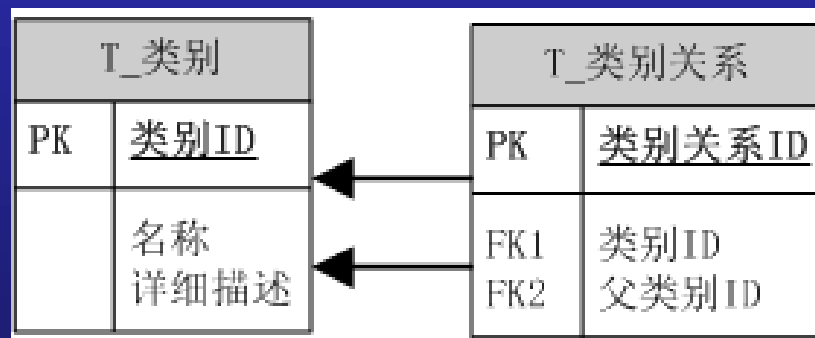 T_类别
PK 类别ID
名称
详细描述
T_类别关系
PK 类别关系ID
FK1 类别ID
FK2 父类别ID